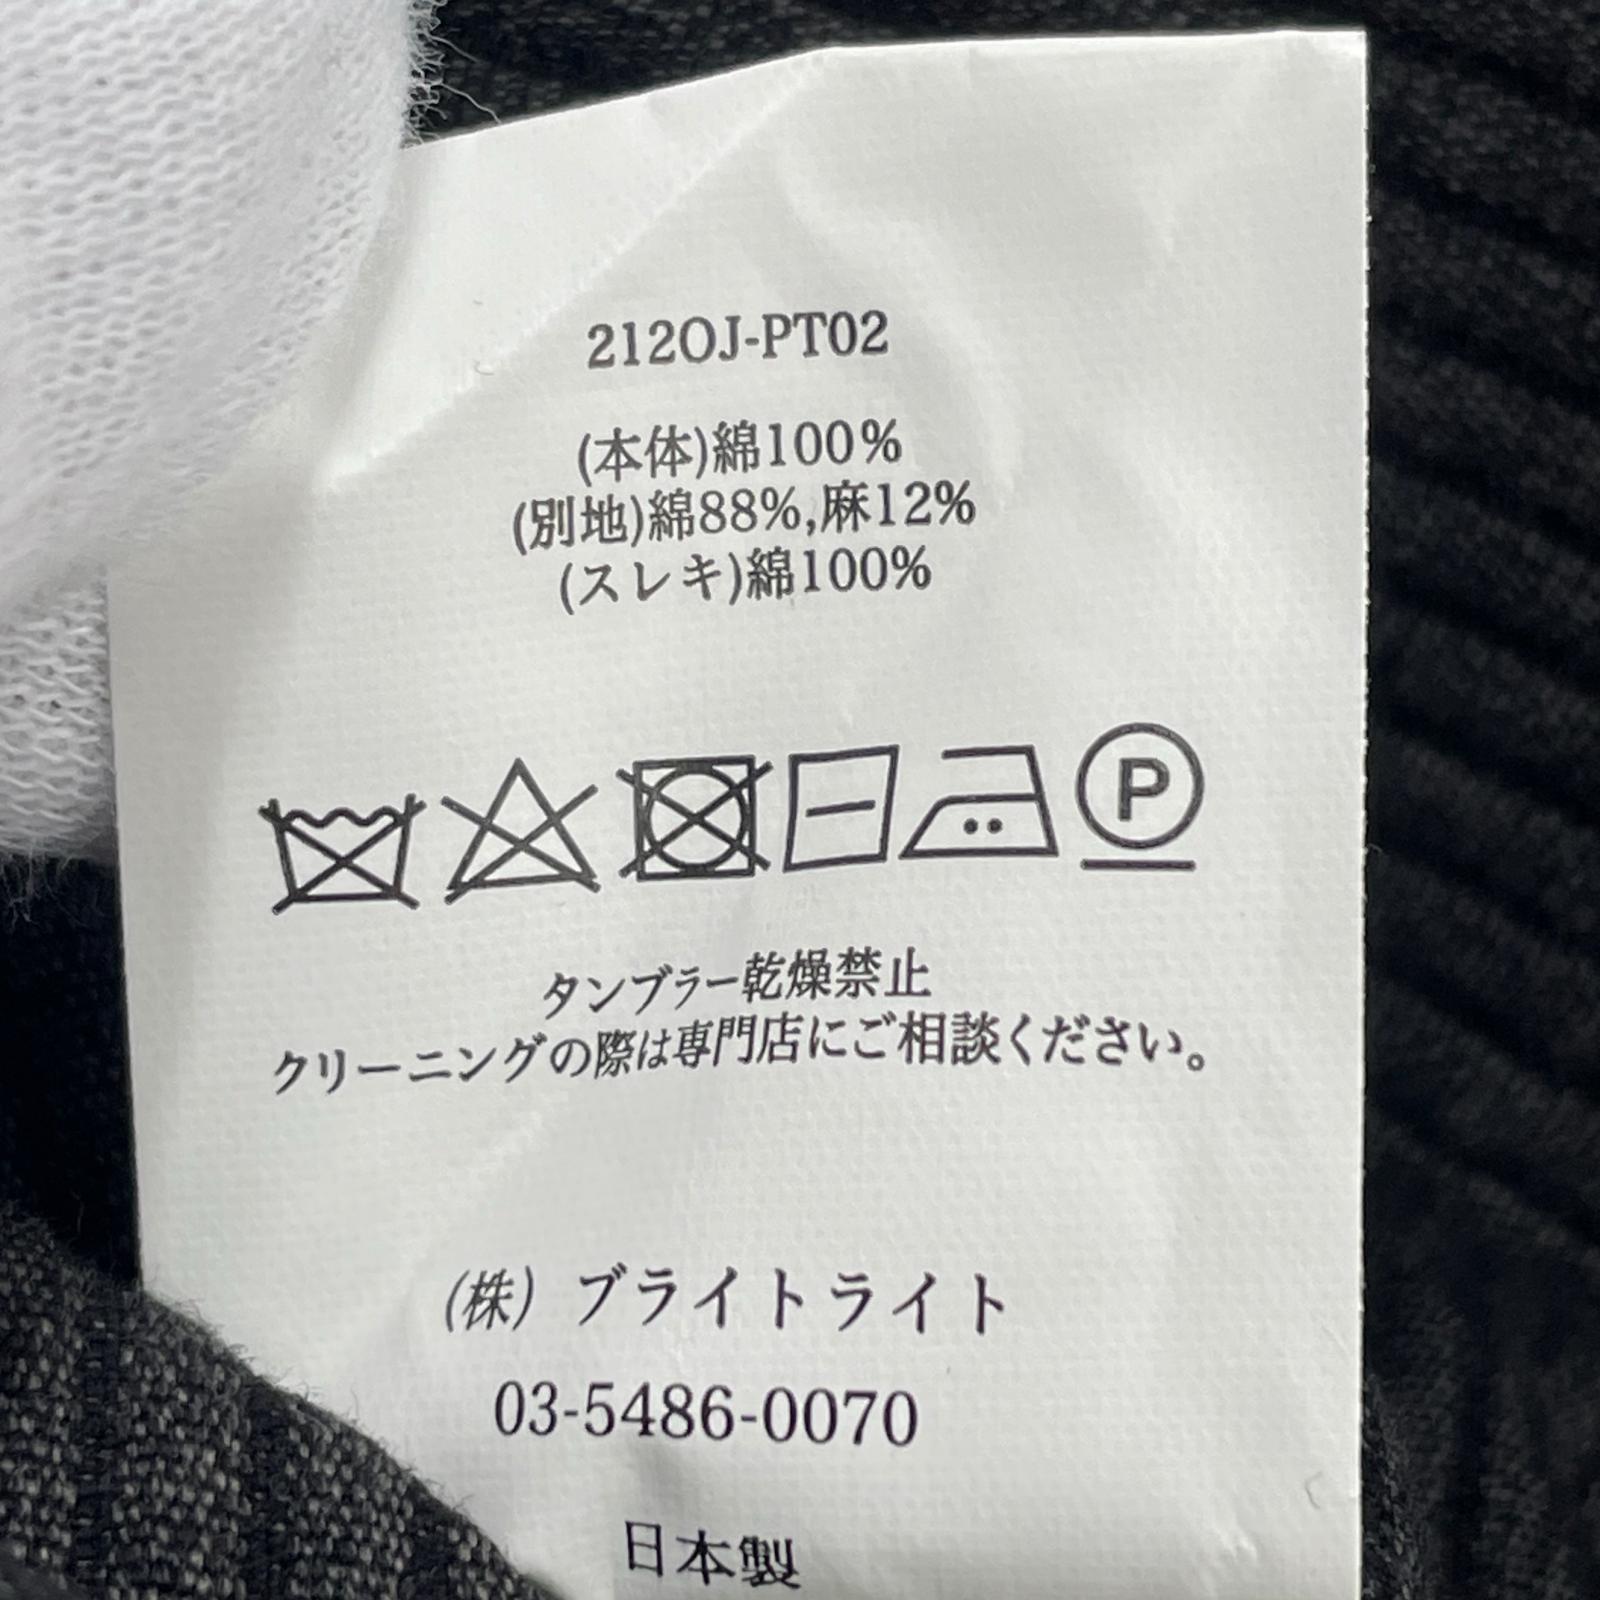 212OJ-PT02
(本体)綿100%
(別地)綿88%,麻12%
(スレキ)綿100%
P
タンブラー乾燥禁止
クリーニングの際は専門店にご相談ください。
(株) ブライトライト
03-5486-0070
日本製